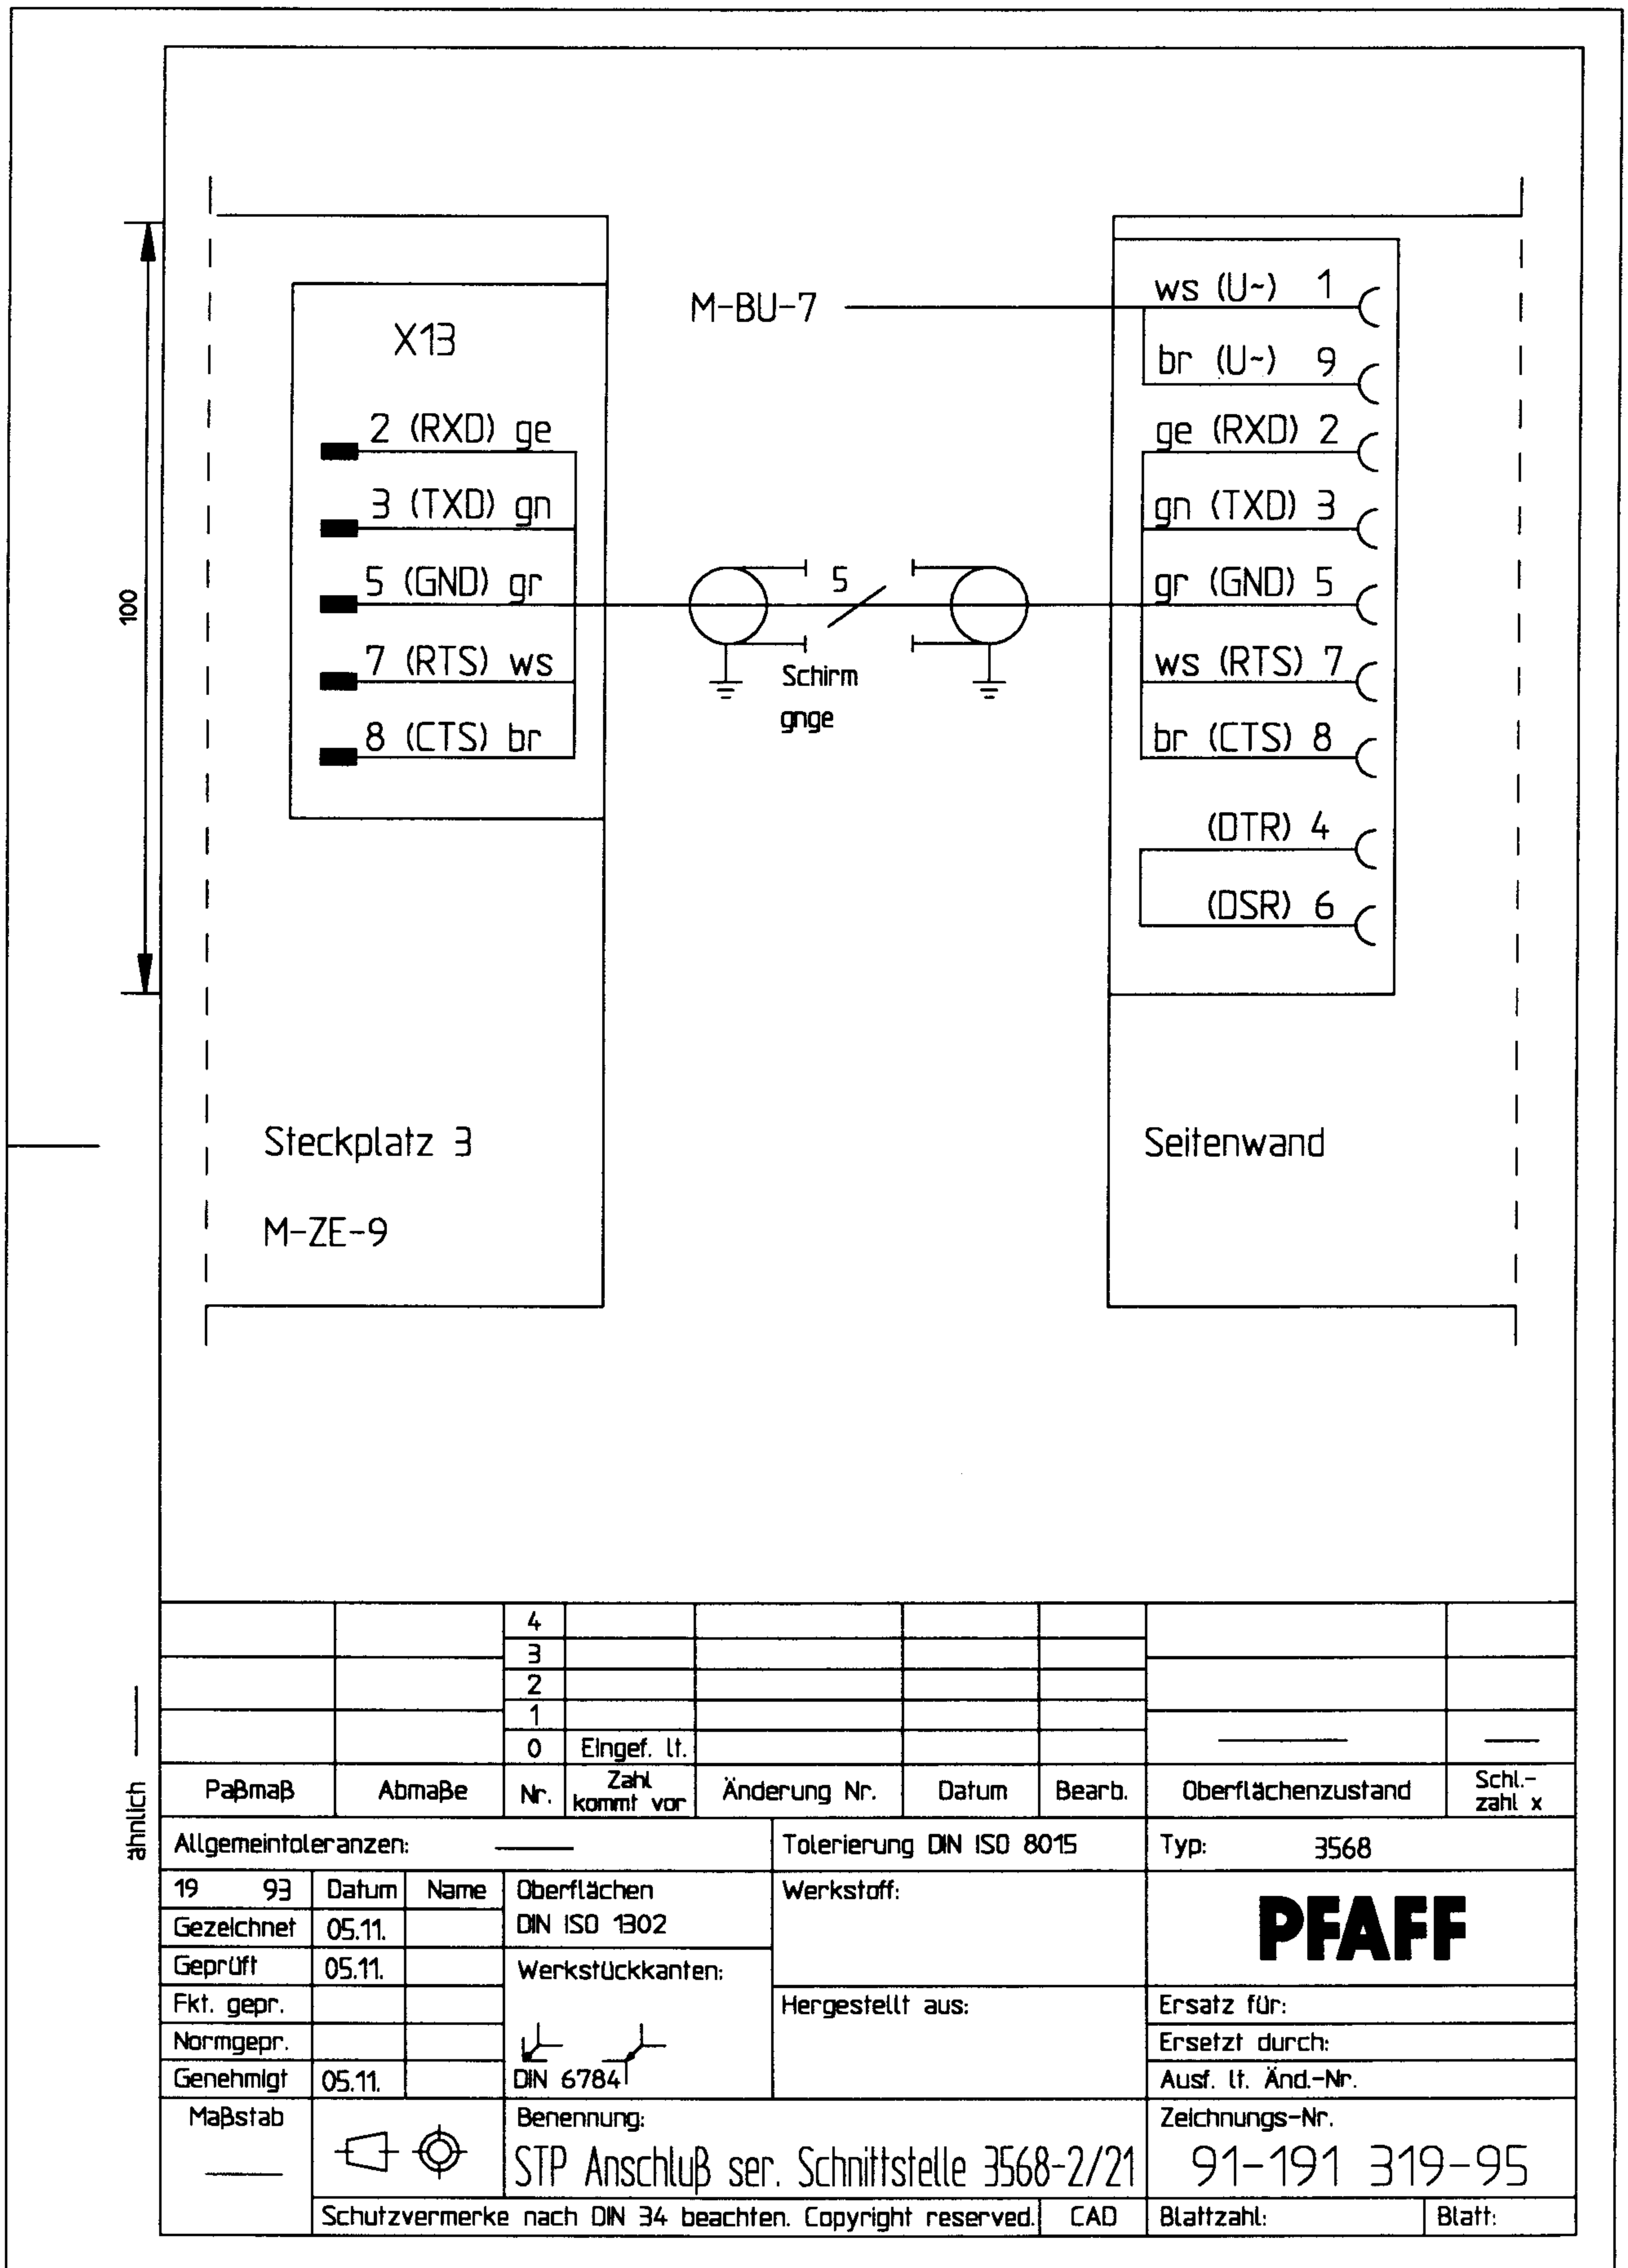 100
X13
2 (RXD) ge
3 (TXD) gn
5 (GND) gr
7 (RTS) ws
8 (CTS) br
Steckplatz 3
M-ZE-9
M-BU-7
5
Schirm
gnge
ws (U~) 1
br (U~) 9
ge (RXD) 2
gn (TXD) 3
gr (GND) 5
ws (RTS) 7
br (CTS) 8
(DTR) 4
(DSR) 6
Seitenwand
ähnlich
4
3
2
1
0 Eingef. lt.
Paßmaß Abmaße Nr. Zahl kommt vor Änderung Nr. Datum Bearb. Oberflächenzustand Schl.-zahl x
Allgemeintoleranzen: Tolerierung DIN ISO 8015 Typ: 3568
19 93 Datum Name
Gezeichnet 05.11.
Geprüft 05.11.
Fkt. gepr.
Normgepr.
Genehmigt 05.11.
Oberflächen
DIN ISO 1302
Werkstückkanten:
DIN 6784
Werkstoff:
Hergestellt aus:
PFAFF
Ersatz für:
Ersetzt durch:
Ausf. lt. Änd.-Nr.
Maßstab
Benennung:
STP Anschluß ser. Schnittstelle 3568-2/21
Zeichnungs-Nr.
91-191 319-95
Schutzvermerke nach DIN 34 beachten. Copyright reserved. CAD
Blattzahl: Blatt: